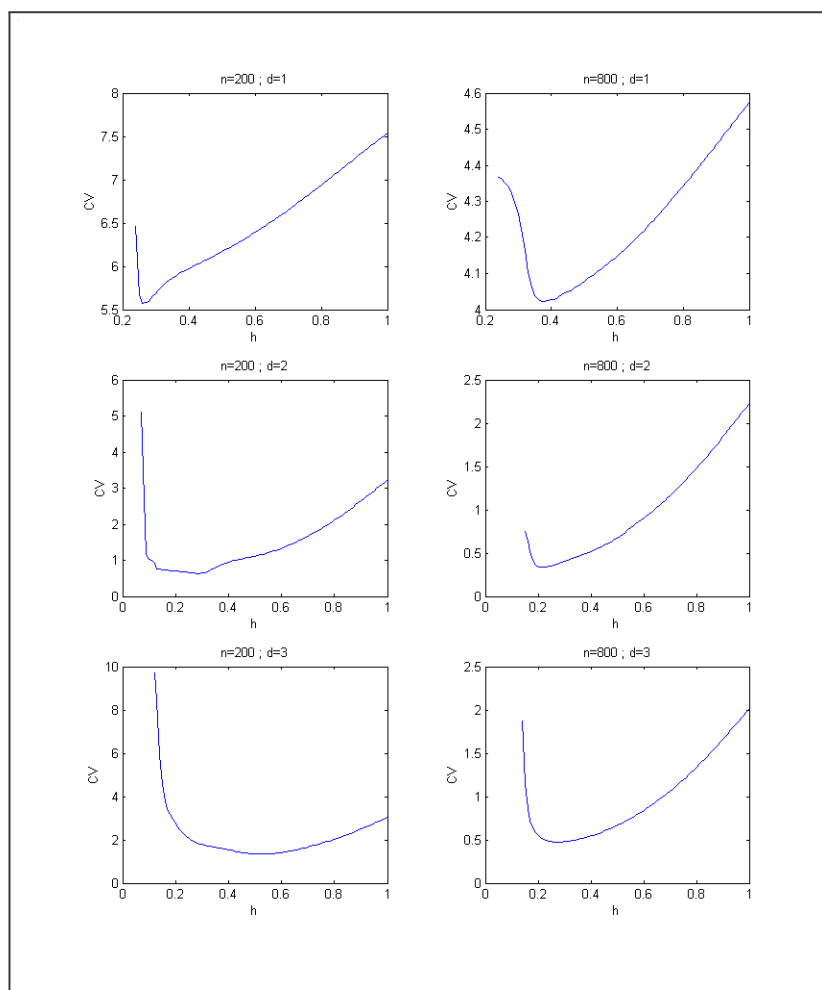 n=200 ; d=1
8
7.5
7
6.5
6
5.5
CV
0.2 0.4 0.6 0.8 1
h
n=800 ; d=1
4.6
4.5
4.4
4.3
4.2
4.1
4
CV
0.2 0.4 0.6 0.8 1
h
n=200 ; d=2
6
5
4
3
2
1
0
CV
0 0.2 0.4 0.6 0.8 1
h
n=800 ; d=2
2.5
2
1.5
1
0.5
0
CV
0 0.2 0.4 0.6 0.8 1
h
n=200 ; d=3
10
8
6
4
2
0
CV
0 0.2 0.4 0.6 0.8 1
h
n=800 ; d=3
2.5
2
1.5
1
0.5
0
CV
0 0.2 0.4 0.6 0.8 1
h